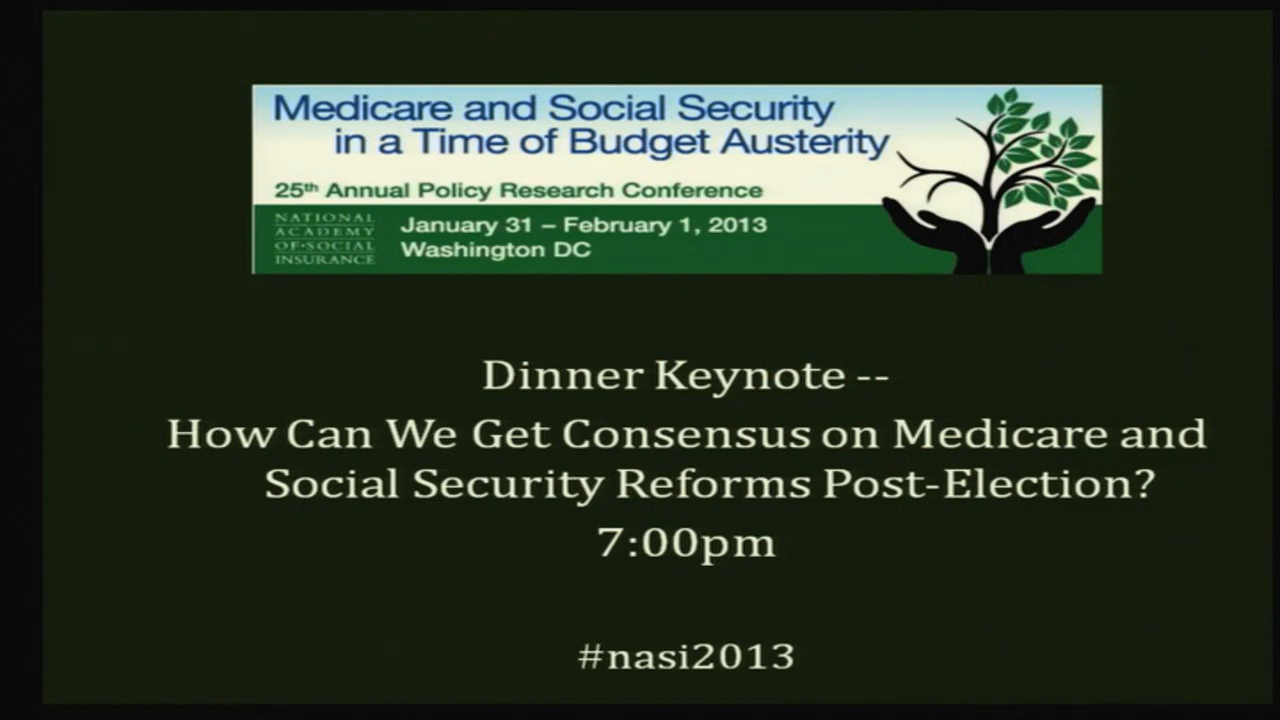 Medicare and Social Security
in a Time of Budget Austerity
25th Annual Policy Research Conference
NATIONAL
ACADEMY
OF·SOCIAL
INSURANCE
January 31 – February 1, 2013
Washington DC
Dinner Keynote --
How Can We Get Consensus on Medicare and
Social Security Reforms Post-Election?
7:00pm
#nasi2013